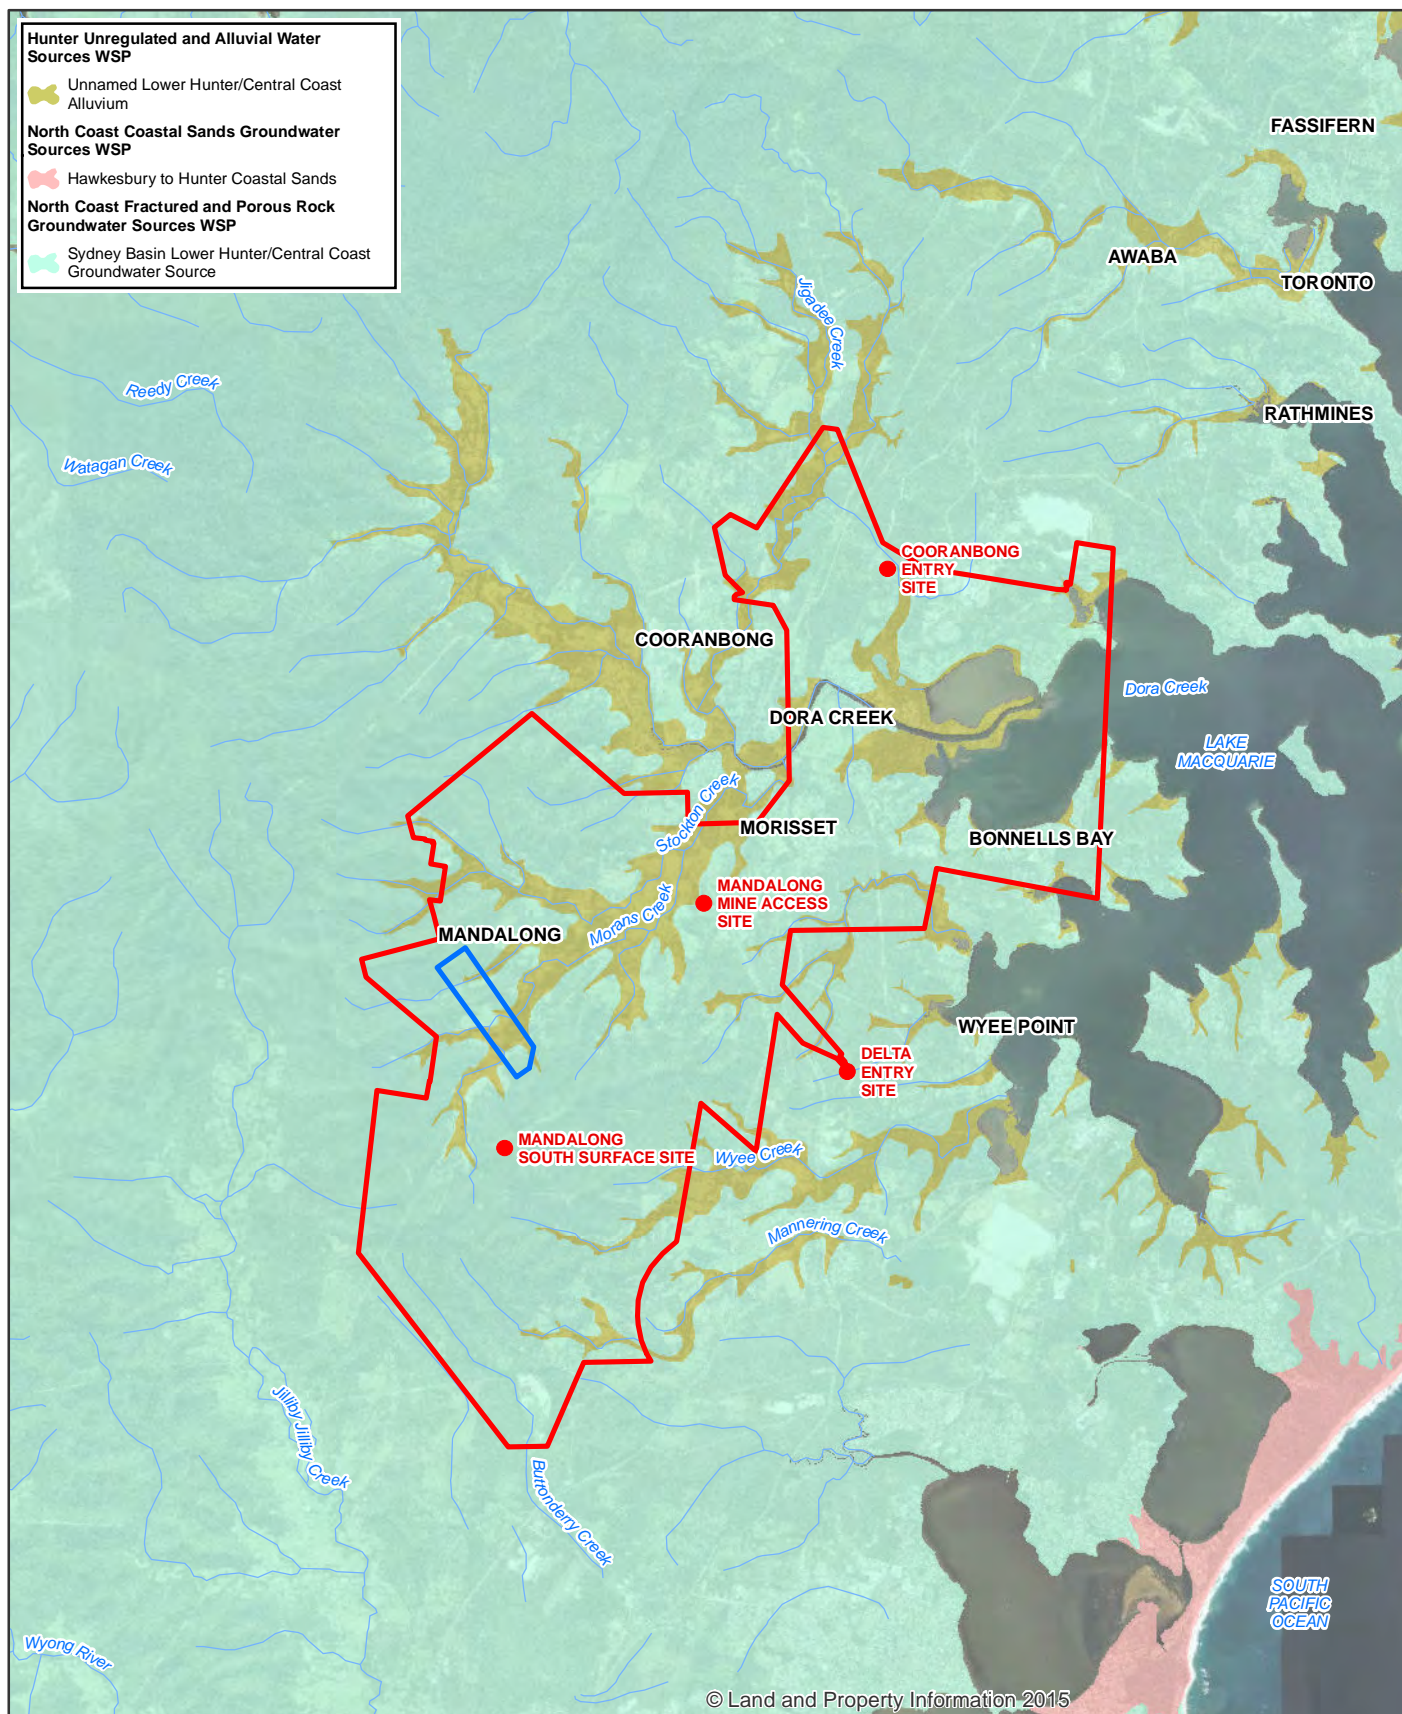 Hunter Unregulated and Alluvial Water
Sources WSP
Unnamed Lower Hunter/Central Coast
Alluvium
North Coast Coastal Sands Groundwater
Sources WSP
Hawkesbury to Hunter Coastal Sands
North Coast Fractured and Porous Rock
Groundwater Sources WSP
Sydney Basin Lower Hunter/Central Coast
Groundwater Source
FASSIFERN
AWABA
TORONTO
Jigadee Creek
Reedy Creek
RATHMINES
Watagan Creek
COORANBONG
ENTRY
SITE
COORANBONG
Dora Creek
DORA CREEK
LAKE
MACQUARIE
Stockton Creek
MORISSET
BONNELLS BAY
MANDALONG
MINE ACCESS
SITE
Morans Creek
MANDALONG
WYEE POINT
DELTA
ENTRY
SITE
MANDALONG
SOUTH SURFACE SITE
Wyee Creek
Mannering Creek
Jilliby Jilliby Creek
Buttonderry Creek
SOUTH
PACIFIC
OCEAN
Wyong River
© Land and Property Information 2015